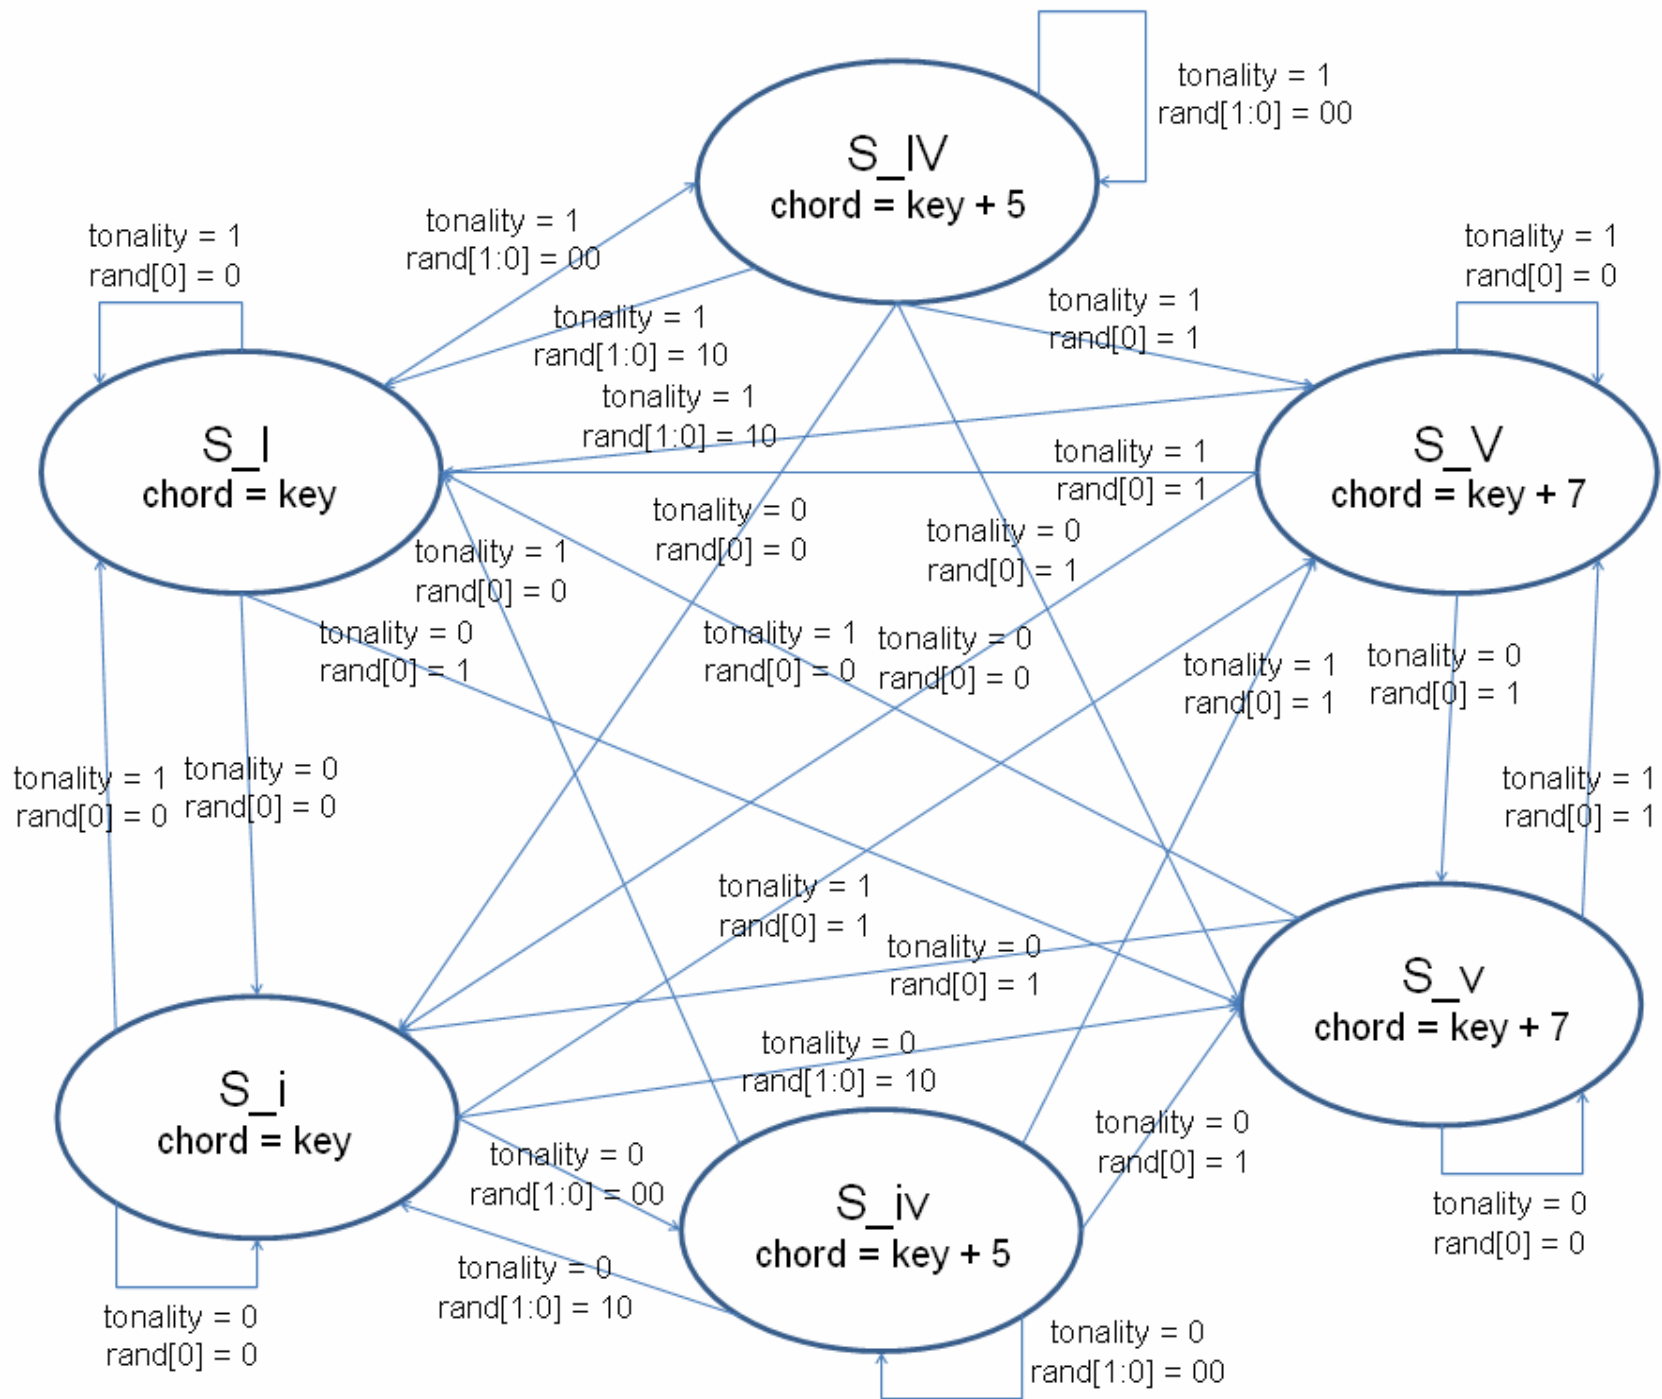 tonality = 1
rand[1:0] = 00
S_IV
chord = key + 5
tonality = 1
rand[1:0] = 00
tonality = 1
rand[0] = 0
tonality = 1
rand[0] = 0
tonality = 1
rand[1:0] = 10
tonality = 1
rand[0] = 1
tonality = 1
rand[1:0] = 10
S_I
chord = key
tonality = 1
rand[0] = 1
S_V
chord = key + 7
tonality = 0
rand[0] = 0
tonality = 0
rand[0] = 1
tonality = 1
rand[0] = 0
tonality = 0
rand[0] = 1
tonality = 1
rand[0] = 0
tonality = 0
rand[0] = 0
tonality = 1
rand[0] = 1
tonality = 0
rand[0] = 1
tonality = 1
rand[0] = 0
tonality = 0
rand[0] = 0
tonality = 1
rand[0] = 1
tonality = 1
rand[0] = 1
tonality = 0
rand[0] = 1
S_v
chord = key + 7
tonality = 0
rand[1:0] = 10
S_i
chord = key
tonality = 0
rand[1:0] = 00
tonality = 0
rand[0] = 1
S_iv
chord = key + 5
tonality = 0
rand[0] = 0
tonality = 0
rand[1:0] = 10
tonality = 0
rand[0] = 0
tonality = 0
rand[1:0] = 00